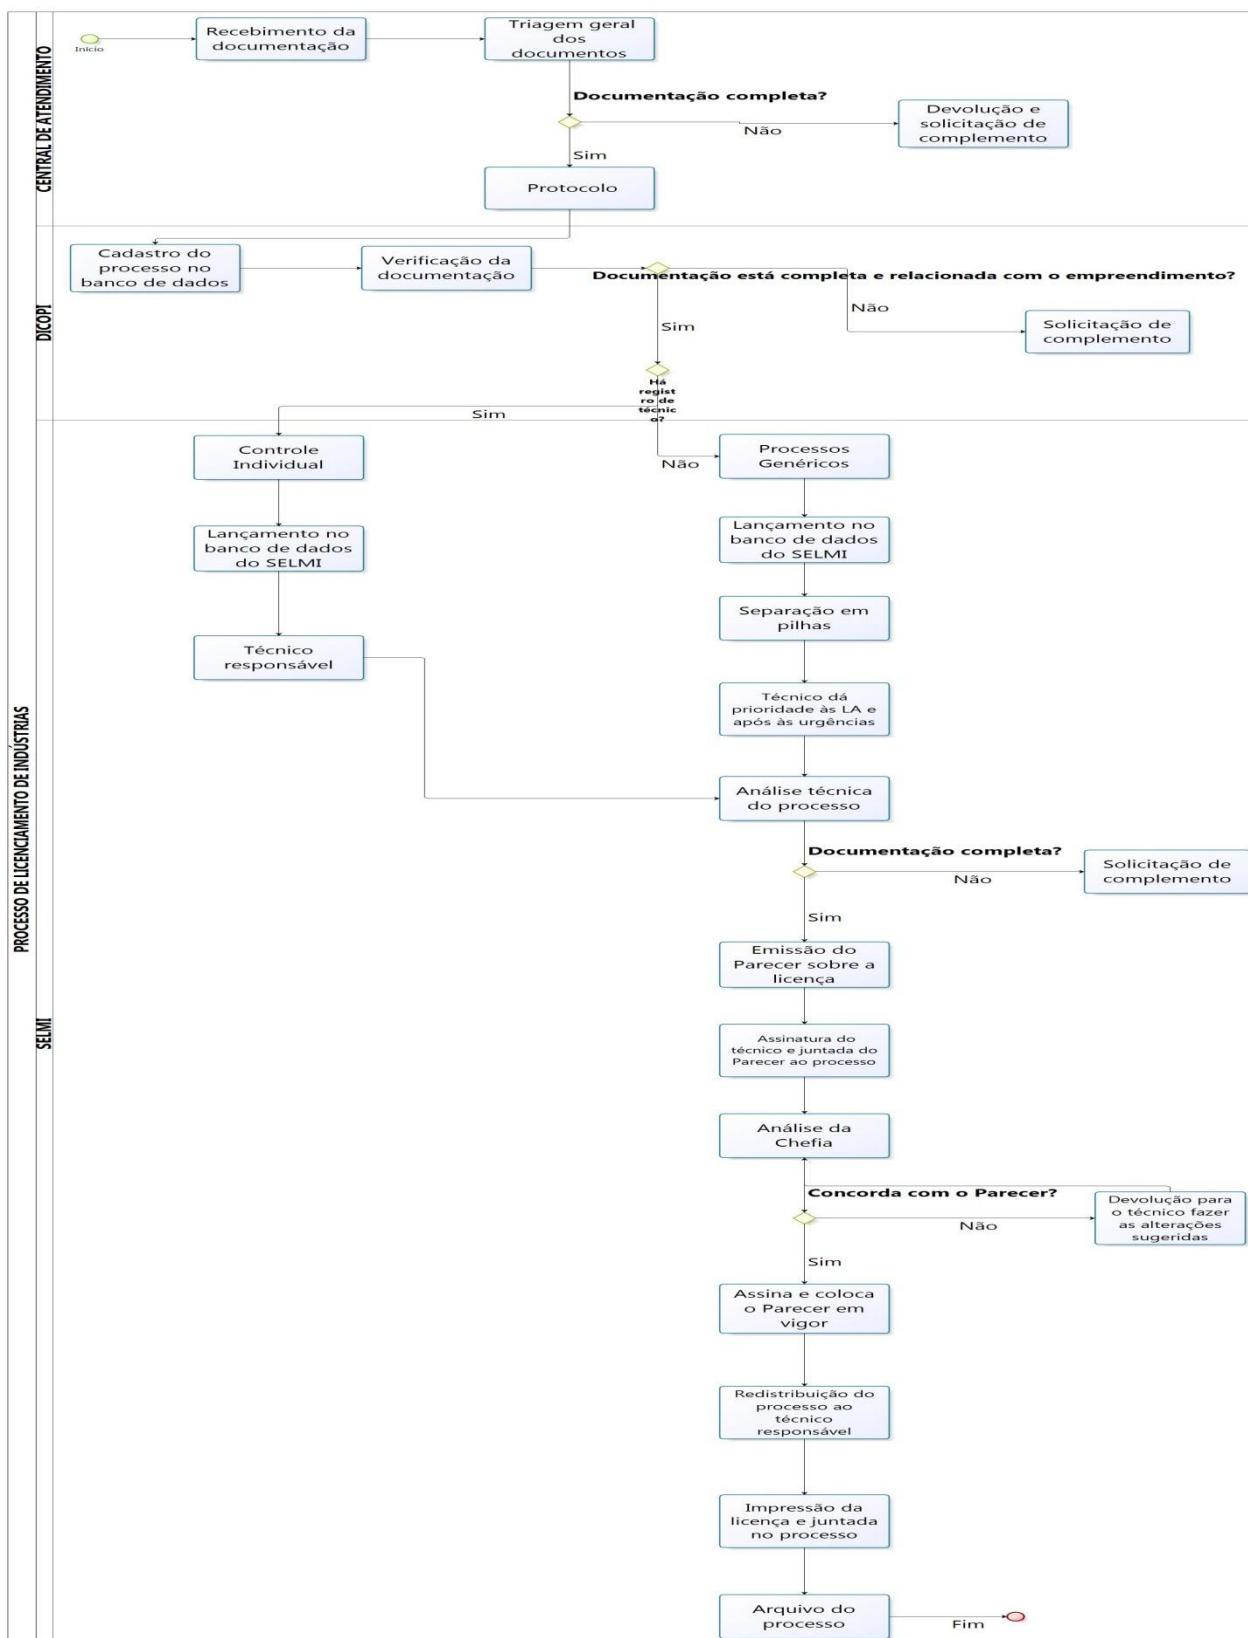 PROCESSO DE LICENCIAMENTO DE INDÚSTRIAS
CENTRAL DE ATENDIMENTO
Início
Recebimento da
documentação
Triagem geral
dos
documentos
Documentação completa?
Não
Devolução e
solicitação de
complemento
Sim
Protocolo
DICOPI
Cadastro do
processo no
banco de dados
Verificação da
documentação
Documentação está completa e relacionada com o empreendimento?
Não
Solicitação de
complemento
Sim
Há
regist
ro de
técnic
o?
Sim
Não
SELMI
Controle
Individual
Lançamento no
banco de dados
do SELMI
Técnico
responsável
Processos
Genéricos
Lançamento no
banco de dados
do SELMI
Separação em
pilhas
Técnico dá
prioridade às LA e
após às urgências
Análise técnica
do processo
Documentação completa?
Não
Solicitação de
complemento
Sim
Emissão do
Parecer sobre a
licença
Assinatura do
técnico e juntada do
Parecer ao processo
Análise da
Chefia
Concorda com o Parecer?
Não
Devolução para
o técnico fazer
as alterações
sugeridas
Sim
Assina e coloca
o Parecer em
vigor
Redistribuição do
processo ao
técnico
responsável
Impressão da
licença e juntada
no processo
Arquivo do
processo
Fim